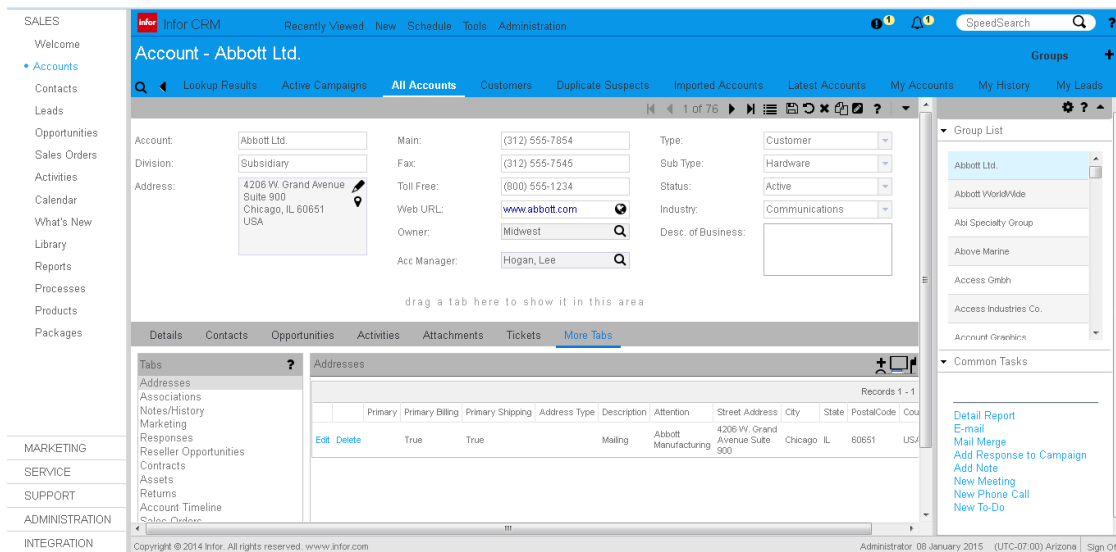 SALES
Welcome
Accounts
Contacts
Leads
Opportunities
Sales Orders
Activities
Calendar
What's New
Library
Reports
Processes
Products
Packages
MARKETING
SERVICE
SUPPORT
ADMINISTRATION
INTEGRATION
infor Infor CRM Recently Viewed New Schedule Tools Administration 1 1 SpeedSearch ?
Account - Abbott Ltd. Groups +
Lookup Results Active Campaigns All Accounts Customers Duplicate Suspects Imported Accounts Latest Accounts My Accounts My History My Leads
1 of 76 ?
Account: Abbott Ltd.
Division: Subsidiary
Address: 4206 W. Grand Avenue
Suite 900
Chicago, IL 60651
USA
Main: (312) 555-7854
Fax: (312) 555-7545
Toll Free: (800) 555-1234
Web URL: www.abbott.com
Owner: Midwest
Acc Manager: Hogan, Lee
Type: Customer
Sub Type: Hardware
Status: Active
Industry: Communications
Desc. of Business:
drag a tab here to show it in this area
Details Contacts Opportunities Activities Attachments Tickets More Tabs
Tabs ?
Addresses
Associations
Notes/History
Marketing
Responses
Reseller Opportunities
Contracts
Assets
Returns
Account Timeline
Sales Orders
Addresses
Records 1 - 1
Primary Primary Billing Primary Shipping Address Type Description Attention Street Address City State PostalCode Cou
Edit Delete True True Mailing Abbott Manufacturing 4206 W. Grand Avenue Suite 900 Chicago IL 60651 USA
?
Group List
Abbott Ltd.
Abbott WorldWide
Abi Specialty Group
Above Marine
Access Gmbh
Access Industries Co.
Account Graphics
Common Tasks
Detail Report
E-mail
Mail Merge
Add Response to Campaign
Add Note
New Meeting
New Phone Call
New To-Do
Copyright © 2014 Infor. All rights reserved. www.infor.com Administrator 08 January 2015 (UTC-07:00) Arizona Sign Of